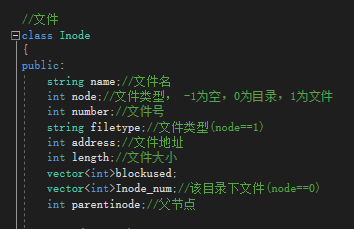 //文件
class Inode
{
public:
string name;//文件名
int node;//文件类型， -1为空，0为目录，1为文件
int number;//文件号
string filetype;//文件类型(node==1)
int address;//文件地址
int length;//文件大小
vector<int>blockused;
vector<int>Inode_num;//该目录下文件(node==0)
int parentinode;//父节点